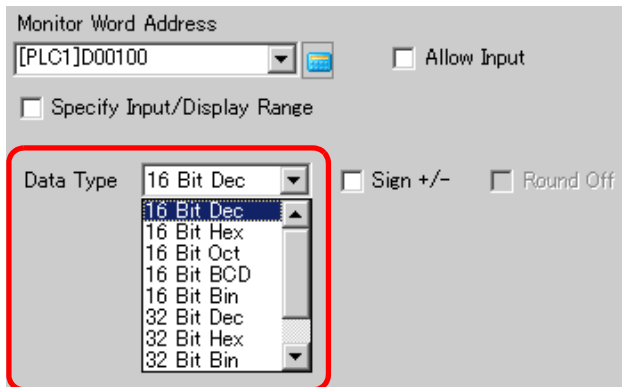 Monitor Word Address
[PLC1]D00100
Allow Input
Specify Input/Display Range
Data Type 16 Bit Dec Sign +/- Round Off
16 Bit Dec
16 Bit Hex
16 Bit Oct
16 Bit BCD
16 Bit Bin
32 Bit Dec
32 Bit Hex
32 Bit Bin